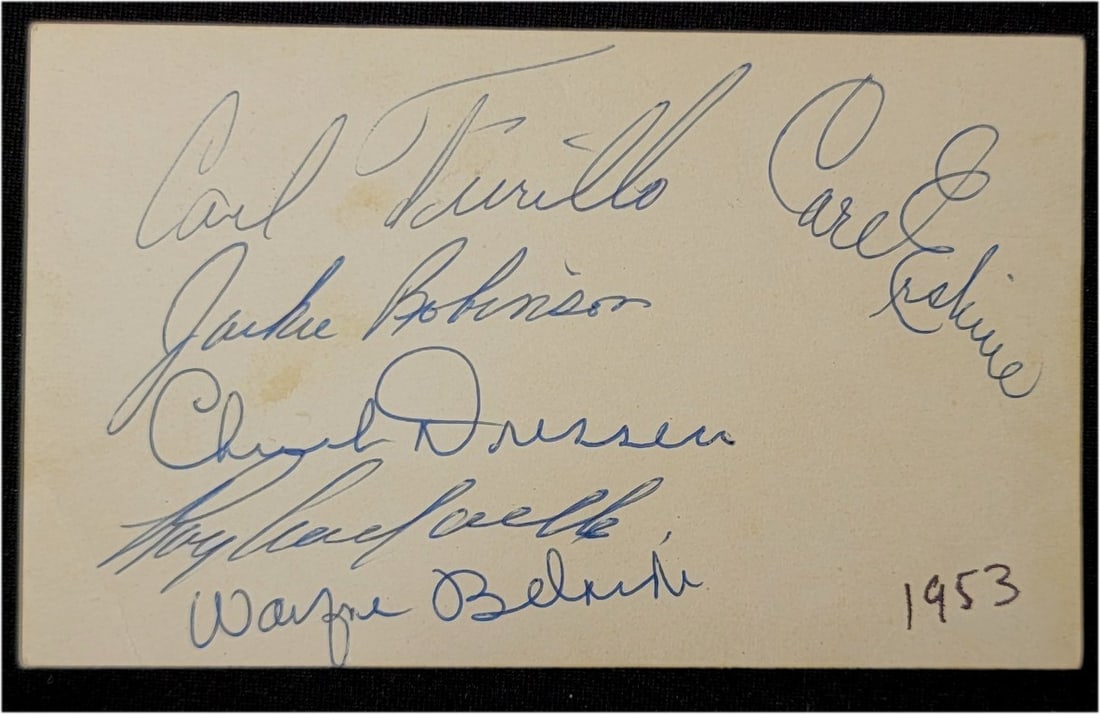 Carl Furillo
Carl Erskine
Jackie Robinson
Chuck Dressen
Roy Campanella
Wayne Belardi
1953